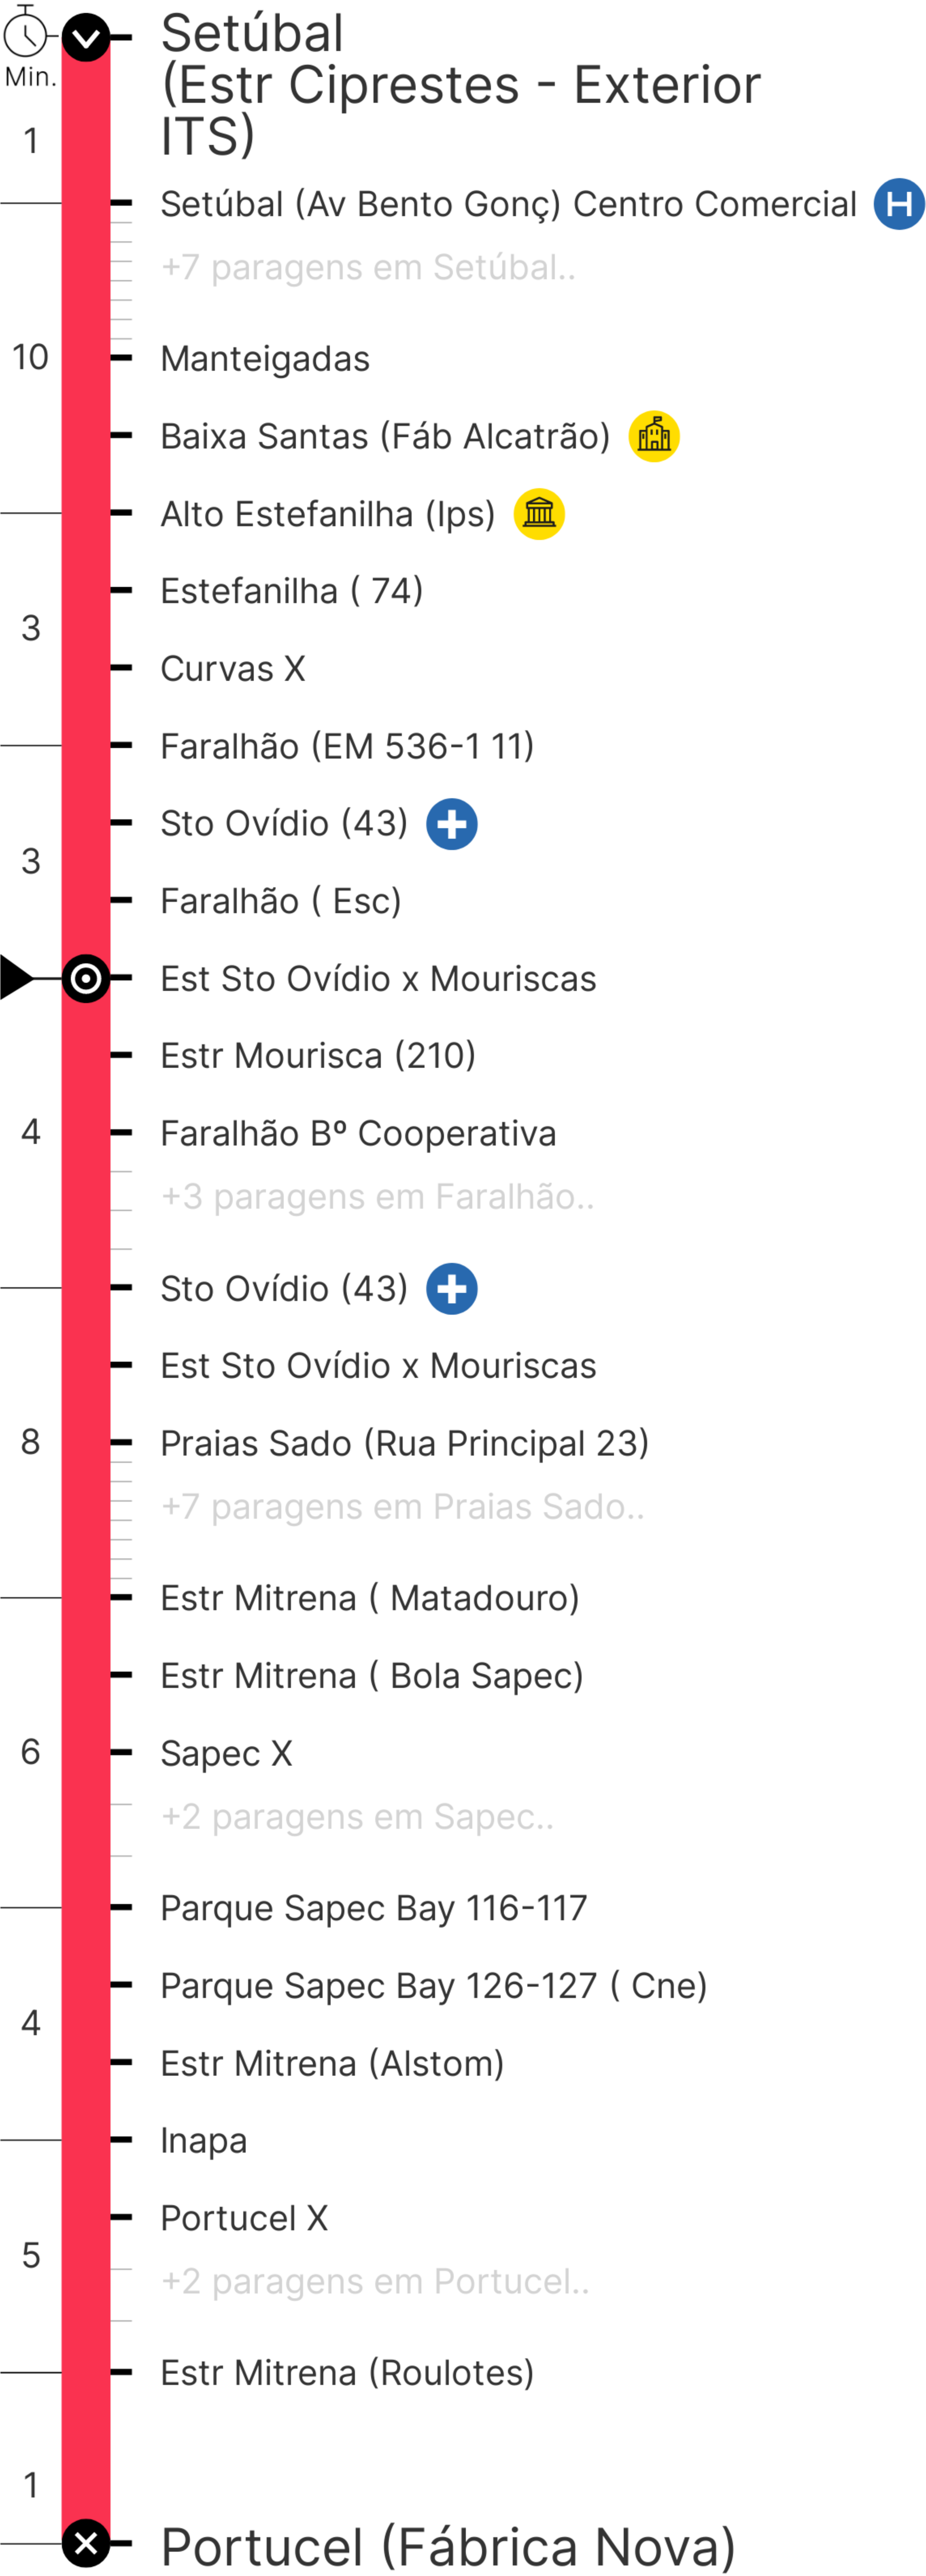 Min.
Setúbal
(Estr Ciprestes - Exterior
ITS)
1
Setúbal (Av Bento Gonç) Centro Comercial H
+7 paragens em Setúbal..
10
Manteigadas
Baixa Santas (Fáb Alcatrão)
Alto Estefanilha (Ips)
Estefanilha ( 74)
3
Curvas X
Faralhão (EM 536-1 11)
Sto Ovídio (43)
3
Faralhão ( Esc)
Est Sto Ovídio x Mouriscas
Estr Mourisca (210)
4
Faralhão Bº Cooperativa
+3 paragens em Faralhão..
Sto Ovídio (43)
Est Sto Ovídio x Mouriscas
8
Praias Sado (Rua Principal 23)
+7 paragens em Praias Sado..
Estr Mitrena ( Matadouro)
Estr Mitrena ( Bola Sapec)
6
Sapec X
+2 paragens em Sapec..
Parque Sapec Bay 116-117
Parque Sapec Bay 126-127 ( Cne)
4
Estr Mitrena (Alstom)
Inapa
Portucel X
5
+2 paragens em Portucel..
Estr Mitrena (Roulotes)
1
Portucel (Fábrica Nova)